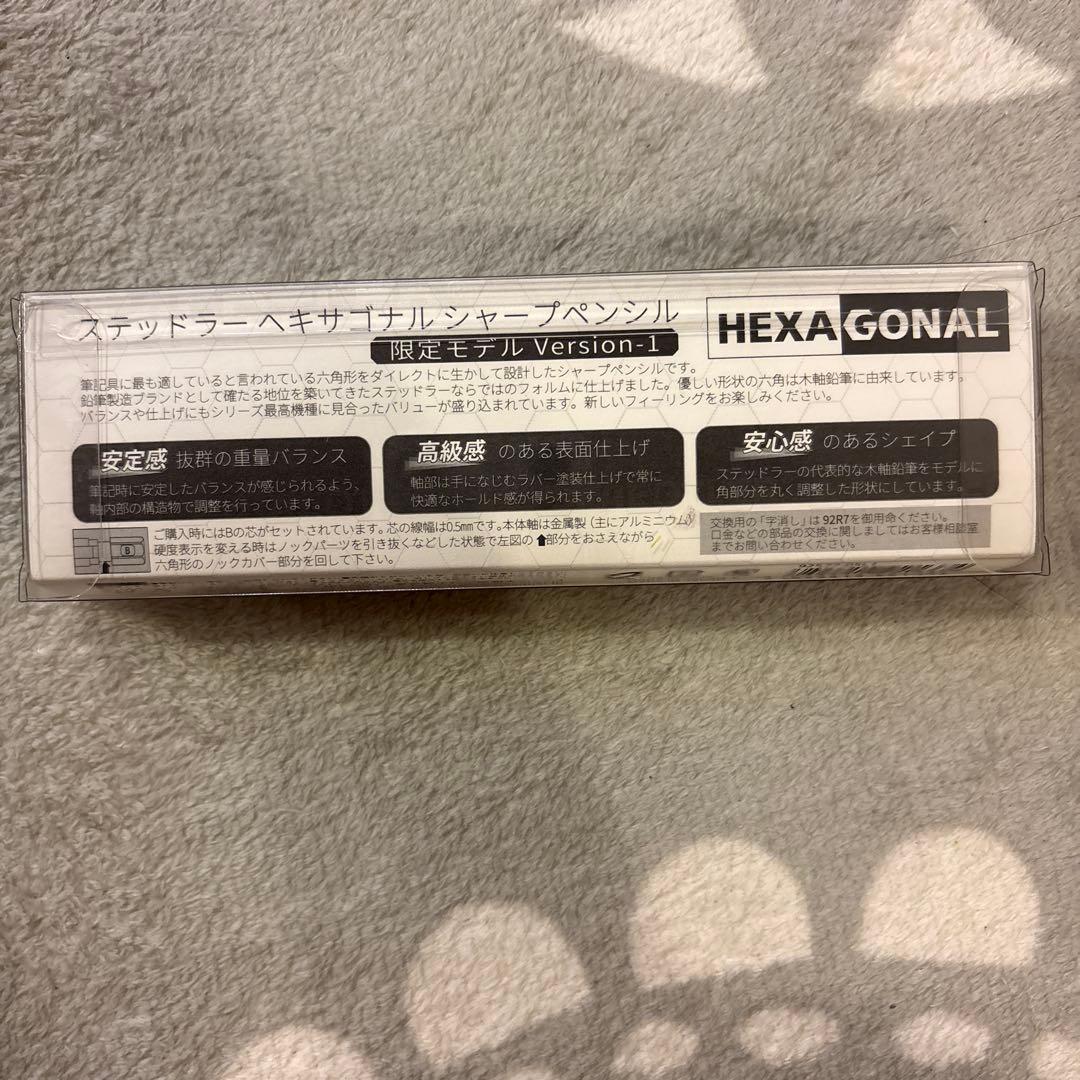 ステッドラー ヘキサゴナル シャープペンシル
限定モデル Version-1
HEXAGONAL
筆記具に最も適していると言われている六角形をダイレクトに生かして設計したシャープペンシルです。
鉛筆製造ブランドとして確たる地位を築いてきたステッドラーならではのフォルムに仕上げました。優しい形状の六角は木軸鉛筆に由来しています。
バランスや仕上げにもシリーズ最高機種に見合ったバリューが盛り込まれています。新しいフィーリングをお楽しみください。
安定感 抜群の重量バランス
筆記時に安定したバランスが感じられるよう、
軸内部の構造物で調整を行っています。
高級感 のある表面仕上げ
軸部は手になじむラバー塗装仕上げで常に
快適なホールド感が得られます。
安心感 のあるシェイプ
ステッドラーの代表的な木軸鉛筆をモデルに
角部分を丸く調整した形状にしています。
B
ご購入時にはBの芯がセットされています。芯の線幅は0.5mmです。本体軸は金属製（主にアルミニウム）
硬度表示を変える時はノックパーツを引き抜くなどした状態で左図の⬆部分をおさえながら
六角形のノックカバー部分を回して下さい。
交換用の「字消し」は 92R7を御用命ください。
口金などの部品の交換に関しましてはお客様相談室
までお問い合わせください。